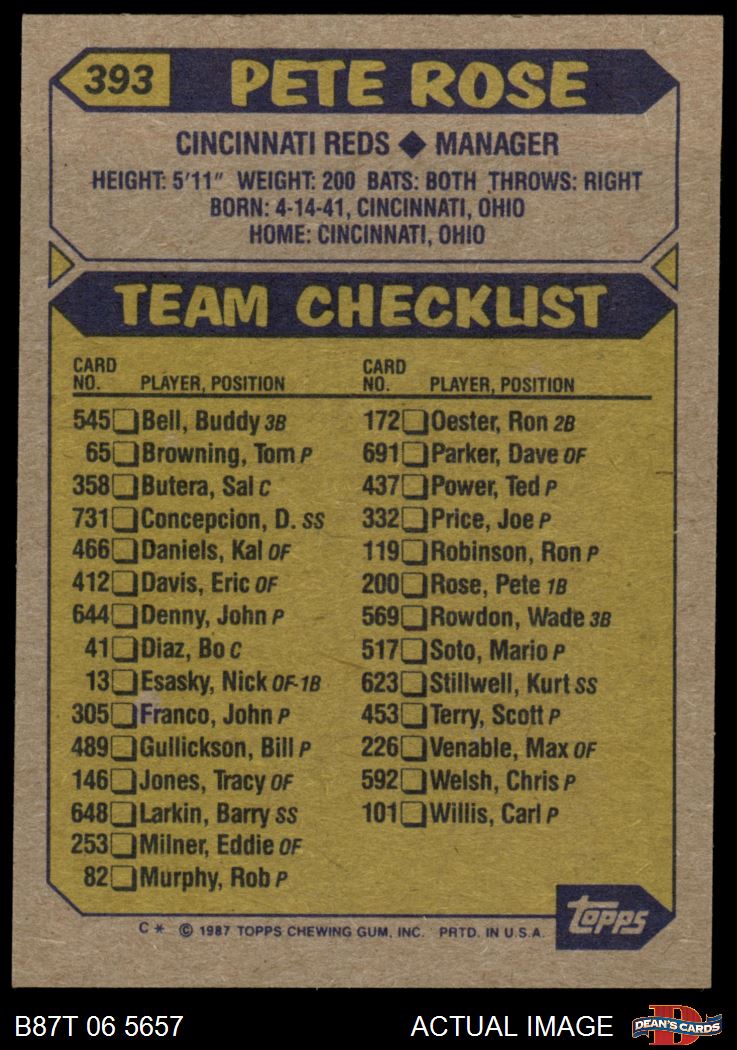 393 PETE ROSE
CINCINNATI REDS ◆ MANAGER
HEIGHT: 5'11" WEIGHT: 200 BATS: BOTH THROWS: RIGHT
BORN: 4-14-41, CINCINNATI, OHIO
HOME: CINCINNATI, OHIO
TEAM CHECKLIST
CARD
NO. PLAYER, POSITION
545 Bell, Buddy 3B
65 Browning, Tom P
358 Butera, Sal C
731 Concepcion, D. SS
466 Daniels, Kal OF
412 Davis, Eric OF
644 Denny, John P
41 Diaz, Bo C
13 Esasky, Nick OF-1B
305 Franco, John P
489 Gullickson, Bill P
146 Jones, Tracy OF
648 Larkin, Barry SS
253 Milner, Eddie OF
82 Murphy, Rob P
CARD
NO. PLAYER, POSITION
172 Oester, Ron 2B
691 Parker, Dave OF
437 Power, Ted P
332 Price, Joe P
119 Robinson, Ron P
200 Rose, Pete 1B
569 Rowdon, Wade 3B
517 Soto, Mario P
623 Stillwell, Kurt SS
453 Terry, Scott P
226 Venable, Max OF
592 Welsh, Chris P
101 Willis, Carl P
topps
C * © 1987 TOPPS CHEWING GUM, INC. PRTD. IN U.S.A.
B87T 06 5657 ACTUAL IMAGE D DEAN'S CARDS